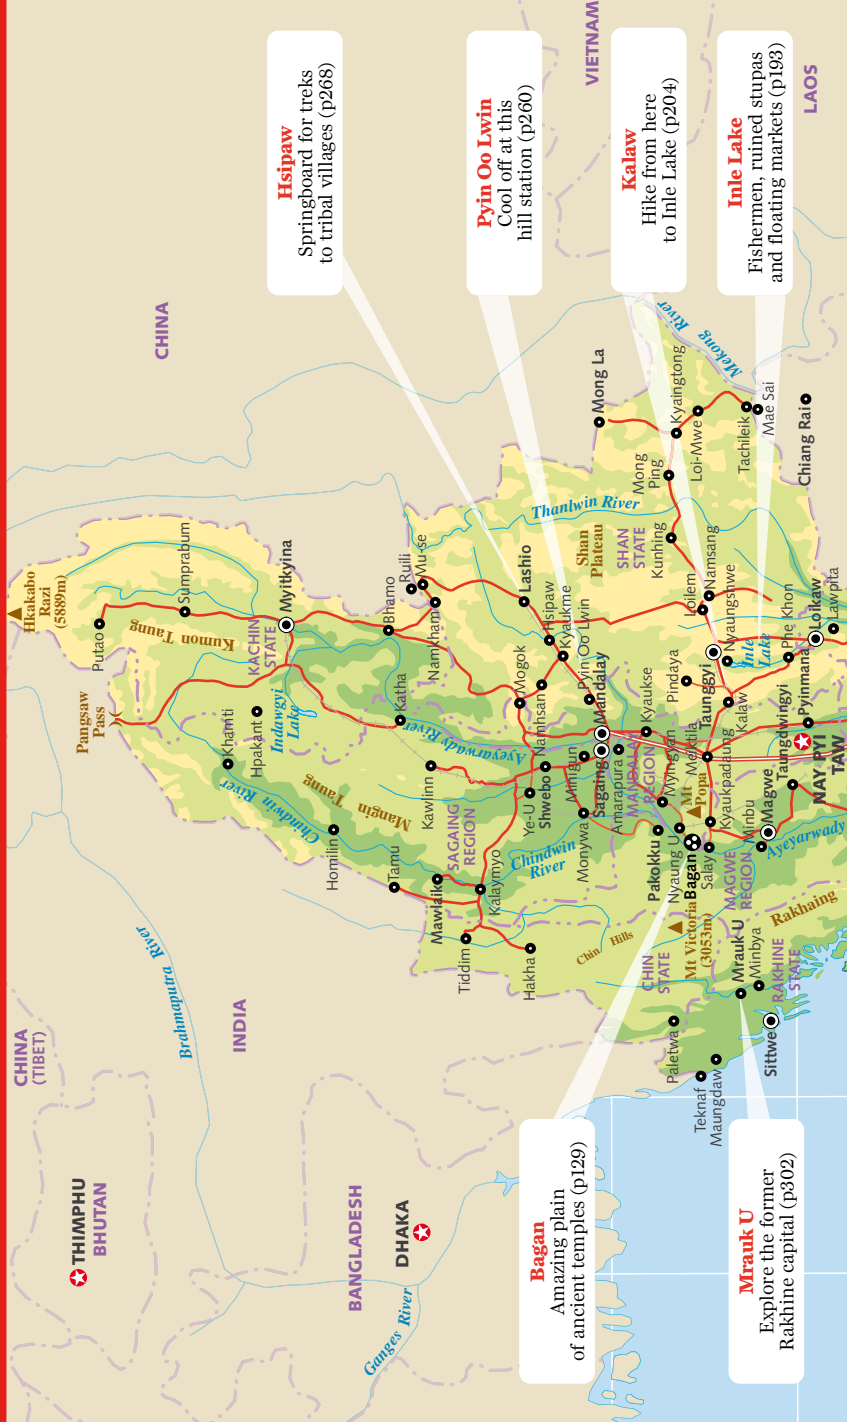 Hsipaw
Springboard for treks
to tribal villages (p268)
Pyin Oo Lwin
Cool off at this
hill station (p260)
Kalaw
Hike from here
to Inle Lake (p204)
Inle Lake
Fishermen, ruined stupas
and floating markets (p193)
Bagan
Amazing plain
of ancient temples (p129)
Mrauk U
Explore the former
Rakhine capital (p302)
VIETNAM
LAOS
CHINA
CHINA
(TIBET)
INDIA
THIMPHU
BHUTAN
BANGLADESH
DHAKA
Brahmaputra River
Ganges River
Mekong
River
Hkakabo
Razi
(5889m)
Pangsaw
Pass
Putao
Sumprabum
Kumon Taung
KACHIN
STATE
Myitkyina
Khamti
Hpakant
Indawgyi
Lake
Chindwin River
Mangin Taung
Homilin
Tamu
Bhamo
Ruili
Mu-se
Namkham
Katha
Ayeyarwady River
Kawlinn
SAGAING
REGION
Mawlaik
Kalaymyo
Tiddim
Hakha
Lashio
Hsipaw
Kyaukme
Mogok
Namhsan
Pyin Oo Lwin
Mandalay
Ye-U
Shwebo
Mingun
Sagaing
Monywa
Amarapura
Chindwin
River
Thanlwin River
Shan
Plateau
SHAN
STATE
Mong La
Kyaingtong
Mong
Ping
Loi-Mwe
Tachileik
Mae Sai
Chiang Rai
Kunhing
Namsang
Loilem
Nyaungshwe
Inle
Lake
Pindaya
Taunggyi
Kalaw
Phe Khon
Loikaw
Lawpita
Pyinmana
Kyaukse
MANDALAY
REGION
Myingyan
Meiktila
Mt
Popa
Kyaukpadaung
Taungdwingyi
NAY PYI
TAW
Pakokku
Nyaung U
Bagan
Salay
Magwe
Minbu
MAGWE
REGION
Ayeyarwady
Chin Hills
CHIN
STATE
Mt Victoria
(3053m)
Rakhaing
Mrauk U
Minbya
RAKHINE
STATE
Paletwa
Sittwe
Teknaf
Maungdaw